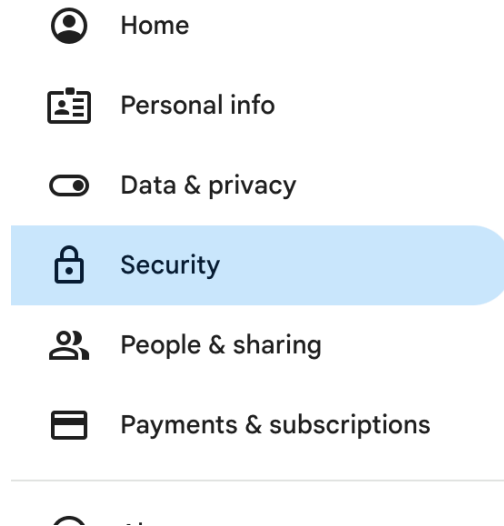 Home
Personal info
Data & privacy
Security
People & sharing
Payments & subscriptions